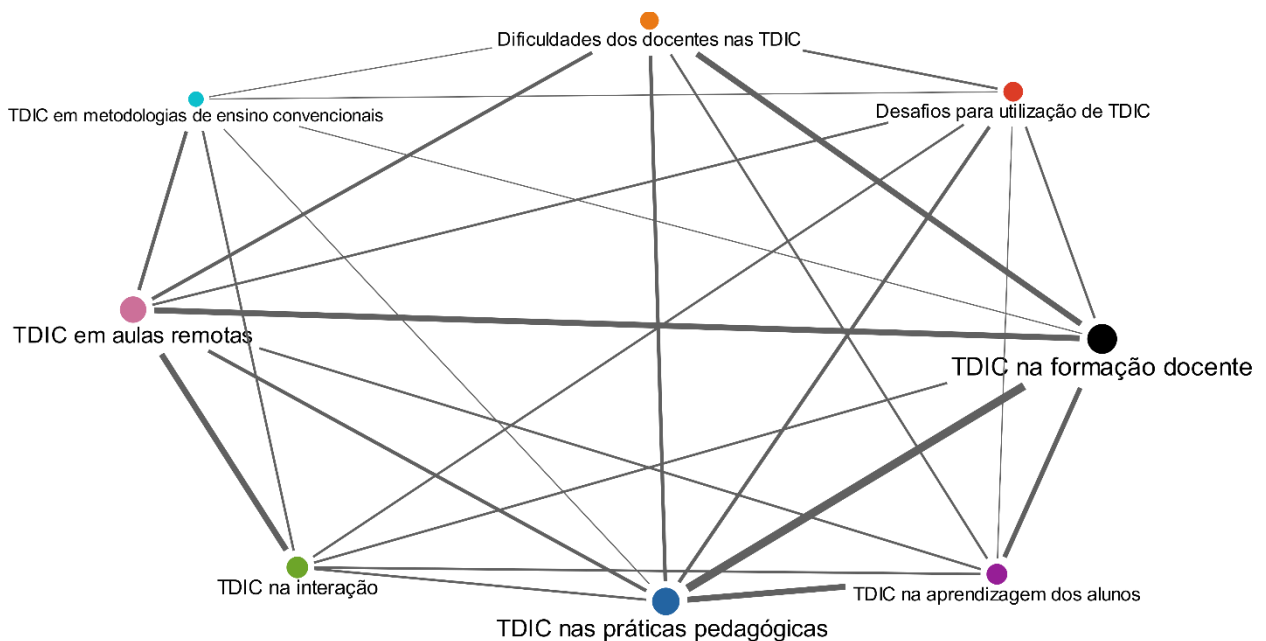 Dificuldades dos docentes nas TDIC
TDIC em metodologias de ensino convencionais
Desafios para utilização de TDIC
TDIC em aulas remotas
TDIC na formação docente
TDIC na interação
TDIC na aprendizagem dos alunos
TDIC nas práticas pedagógicas